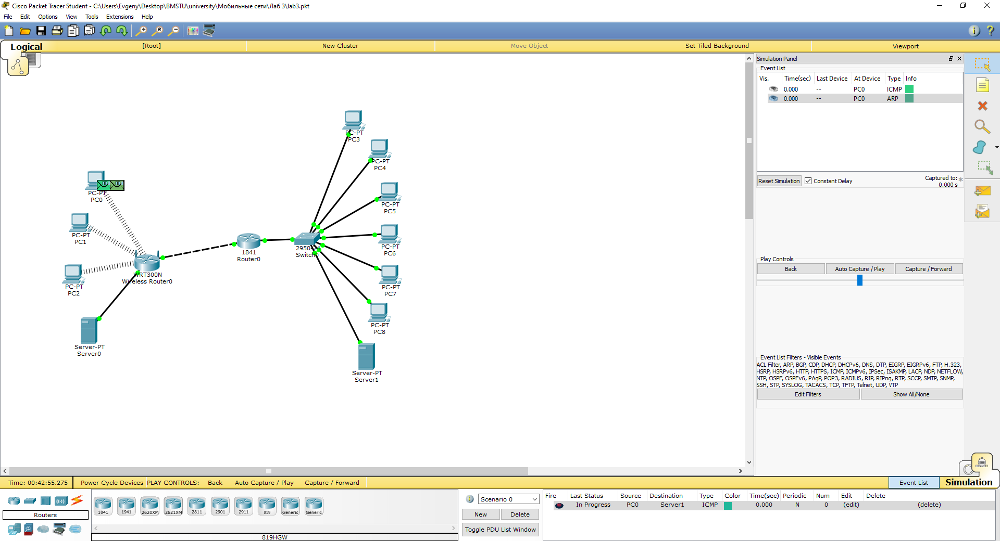 Cisco Packet Tracer Student - C:\Users\Evgeny\Desktop\BMSTU\university\Мобильные сети\Лаб 3\lab3.pkt
File Edit Options View Tools Extensions Help
Logical [Root] New Cluster Move Object Set Tiled Background Viewport
Simulation Panel
Event List
Vis. Time(sec) Last Device At Device Type Info
0.000 -- PC0 ICMP
0.000 -- PC0 ARP
Reset Simulation Constant Delay Captured to: *
0.000 s
Play Controls
Back Auto Capture / Play Capture / Forward
Event List Filters - Visible Events
ACL Filter, ARP, BGP, CDP, DHCP, DHCPv6, DNS, DTP, EIGRP, EIGRPv6, FTP, H.323,
HSRP, HSRPv6, HTTP, HTTPS, ICMP, ICMPv6, IPSec, ISAKMP, LACP, NDP, NETFLOW,
NTP, OSPF, OSPFv6, PAgP, POP3, RADIUS, RIP, RIPng, RTP, SCCP, SMTP, SNMP,
SSH, STP, SYSLOG, TACACS, TCP, TFTP, Telnet, UDP, VTP
Edit Filters Show All/None
PC-PT
PC3
PC-PT
PC4
PC-PT
PC0
PC-PT
PC5
PC-PT
PC1
PC-PT
PC6
1841
Router0
2950-24
Switch0
WRT300N
Wireless Router0
PC-PT
PC2
PC-PT
PC7
PC-PT
PC8
Server-PT
Server0
Server-PT
Server1
Time: 00:42:55.275 Power Cycle Devices PLAY CONTROLS: Back Auto Capture / Play Capture / Forward Event List Simulation
Routers
1841 1941 2620XM 2621XM 2811 2901 2911 819 Generic Generic
819HGW
Scenario 0
New Delete
Toggle PDU List Window
Fire Last Status Source Destination Type Color Time(sec) Periodic Num Edit Delete
In Progress PC0 Server1 ICMP 0.000 N 0 (edit) (delete)